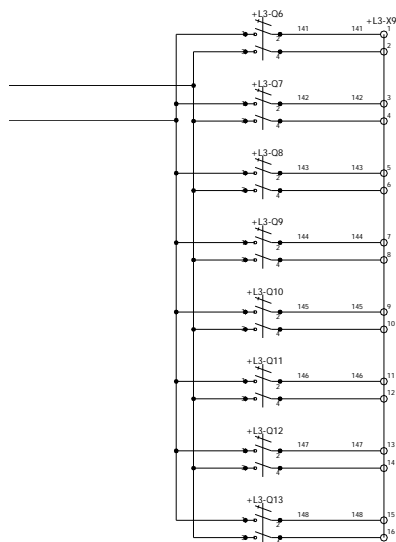 +L3-Q6
+L3-X9
141 141 1
2
2
4
+L3-Q7
142 142 3
2
4
4
+L3-Q8
143 143 5
2
6
4
+L3-Q9
144 144 7
2
8
4
+L3-Q10
145 145 9
2
10
4
+L3-Q11
146 146 11
2
12
4
+L3-Q12
147 147 13
2
14
4
+L3-Q13
148 148 15
2
16
4